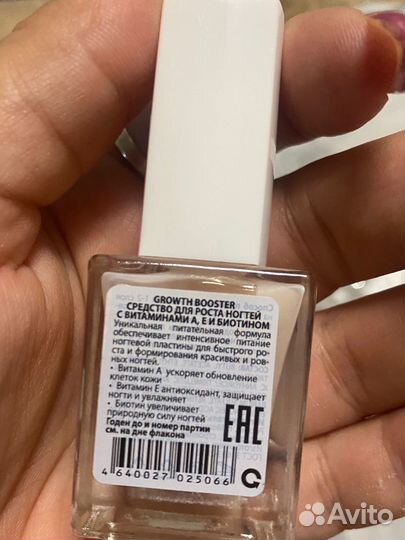 GROWTH BOOSTER
СРЕДСТВО ДЛЯ РОСТА НОГТЕЙ
С ВИТАМИНАМИ А, Е И БИОТИНОМ
Уникальная питательная формула
обеспечивает интенсивное питание
ногтевой пластины для быстрого ро-
ста и формирования красивых и ров-
ных ногтей.
• Витамин А ускоряет обновление
клеток кожи
• Витамин Е антиоксидант, защищает
ногти и увлажняет
• Биотин увеличивает
природную силу ногтей
Годен до и номер партии
см. на дне флакона
EAC
4 640027 025066
Avito